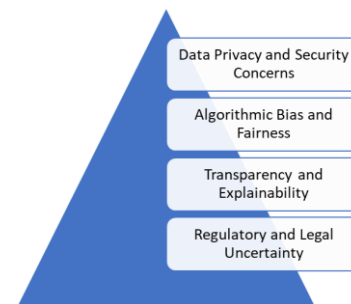 Data Privacy and Security
Concerns
Algorithmic Bias and
Fairness
Transparency and
Explainability
Regulatory and Legal
Uncertainty